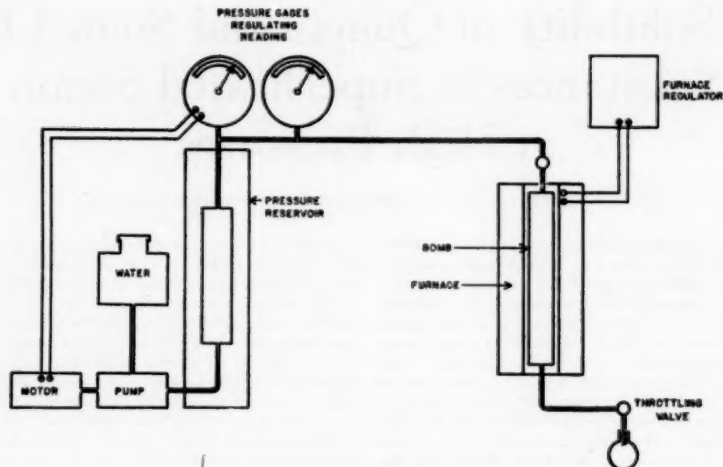 PRESSURE GAGES
REGULATING
READING
FURNACE
REGULATOR
PRESSURE
RESERVOIR
BOMB
WATER
FURNACE
MOTOR
PUMP
THROTTLING
VALVE